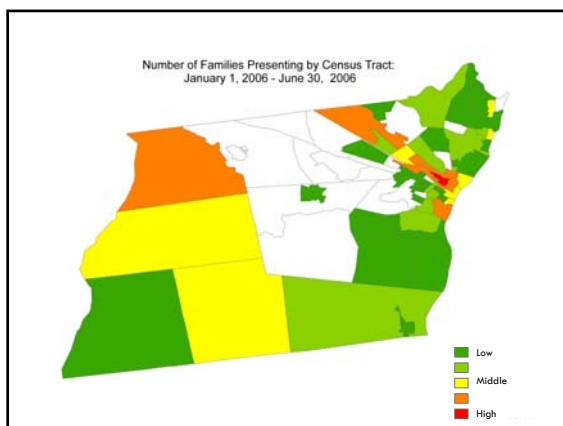 Number of Families Presenting by Census Tract:
January 1, 2006 - June 30, 2006
Low
Middle
High